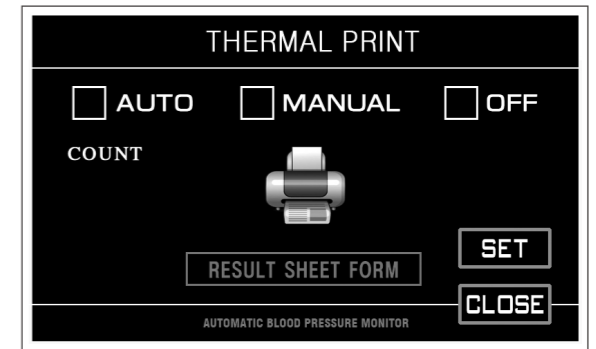 THERMAL PRINT
AUTO MANUAL OFF
COUNT
SET
RESULT SHEET FORM
CLOSE
AUTOMATIC BLOOD PRESSURE MONITOR